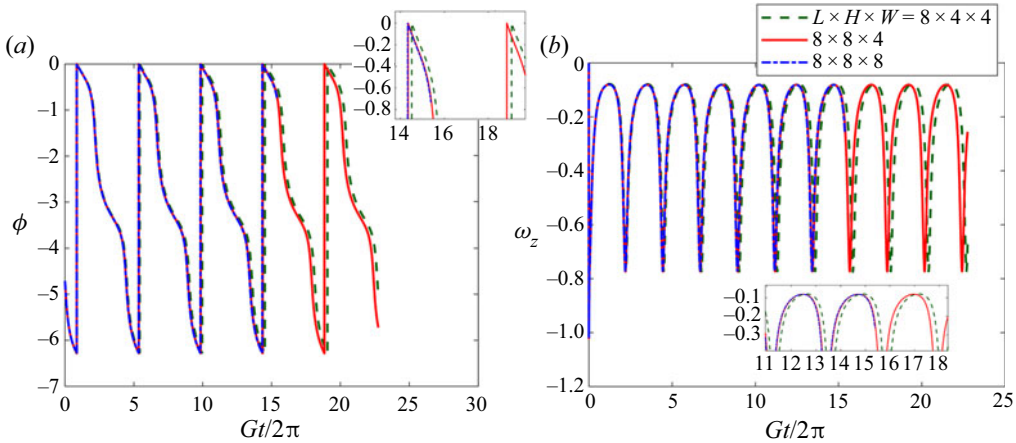 (a)
0
−1
−2
−3
−4
−5
−6
−7
ϕ
0 5 10 15 20 25 30
Gt/2π
0
−0.2
−0.4
−0.6
−0.8
14 16 18
(b)
L × H × W = 8 × 4 × 4
8 × 8 × 4
8 × 8 × 8
0
−0.2
−0.4
−0.6
−0.8
−1.0
−1.2
ω_z
−0.1
−0.2
−0.3
11 12 13 14 15 16 17 18
0 5 10 15 20 25
Gt/2π